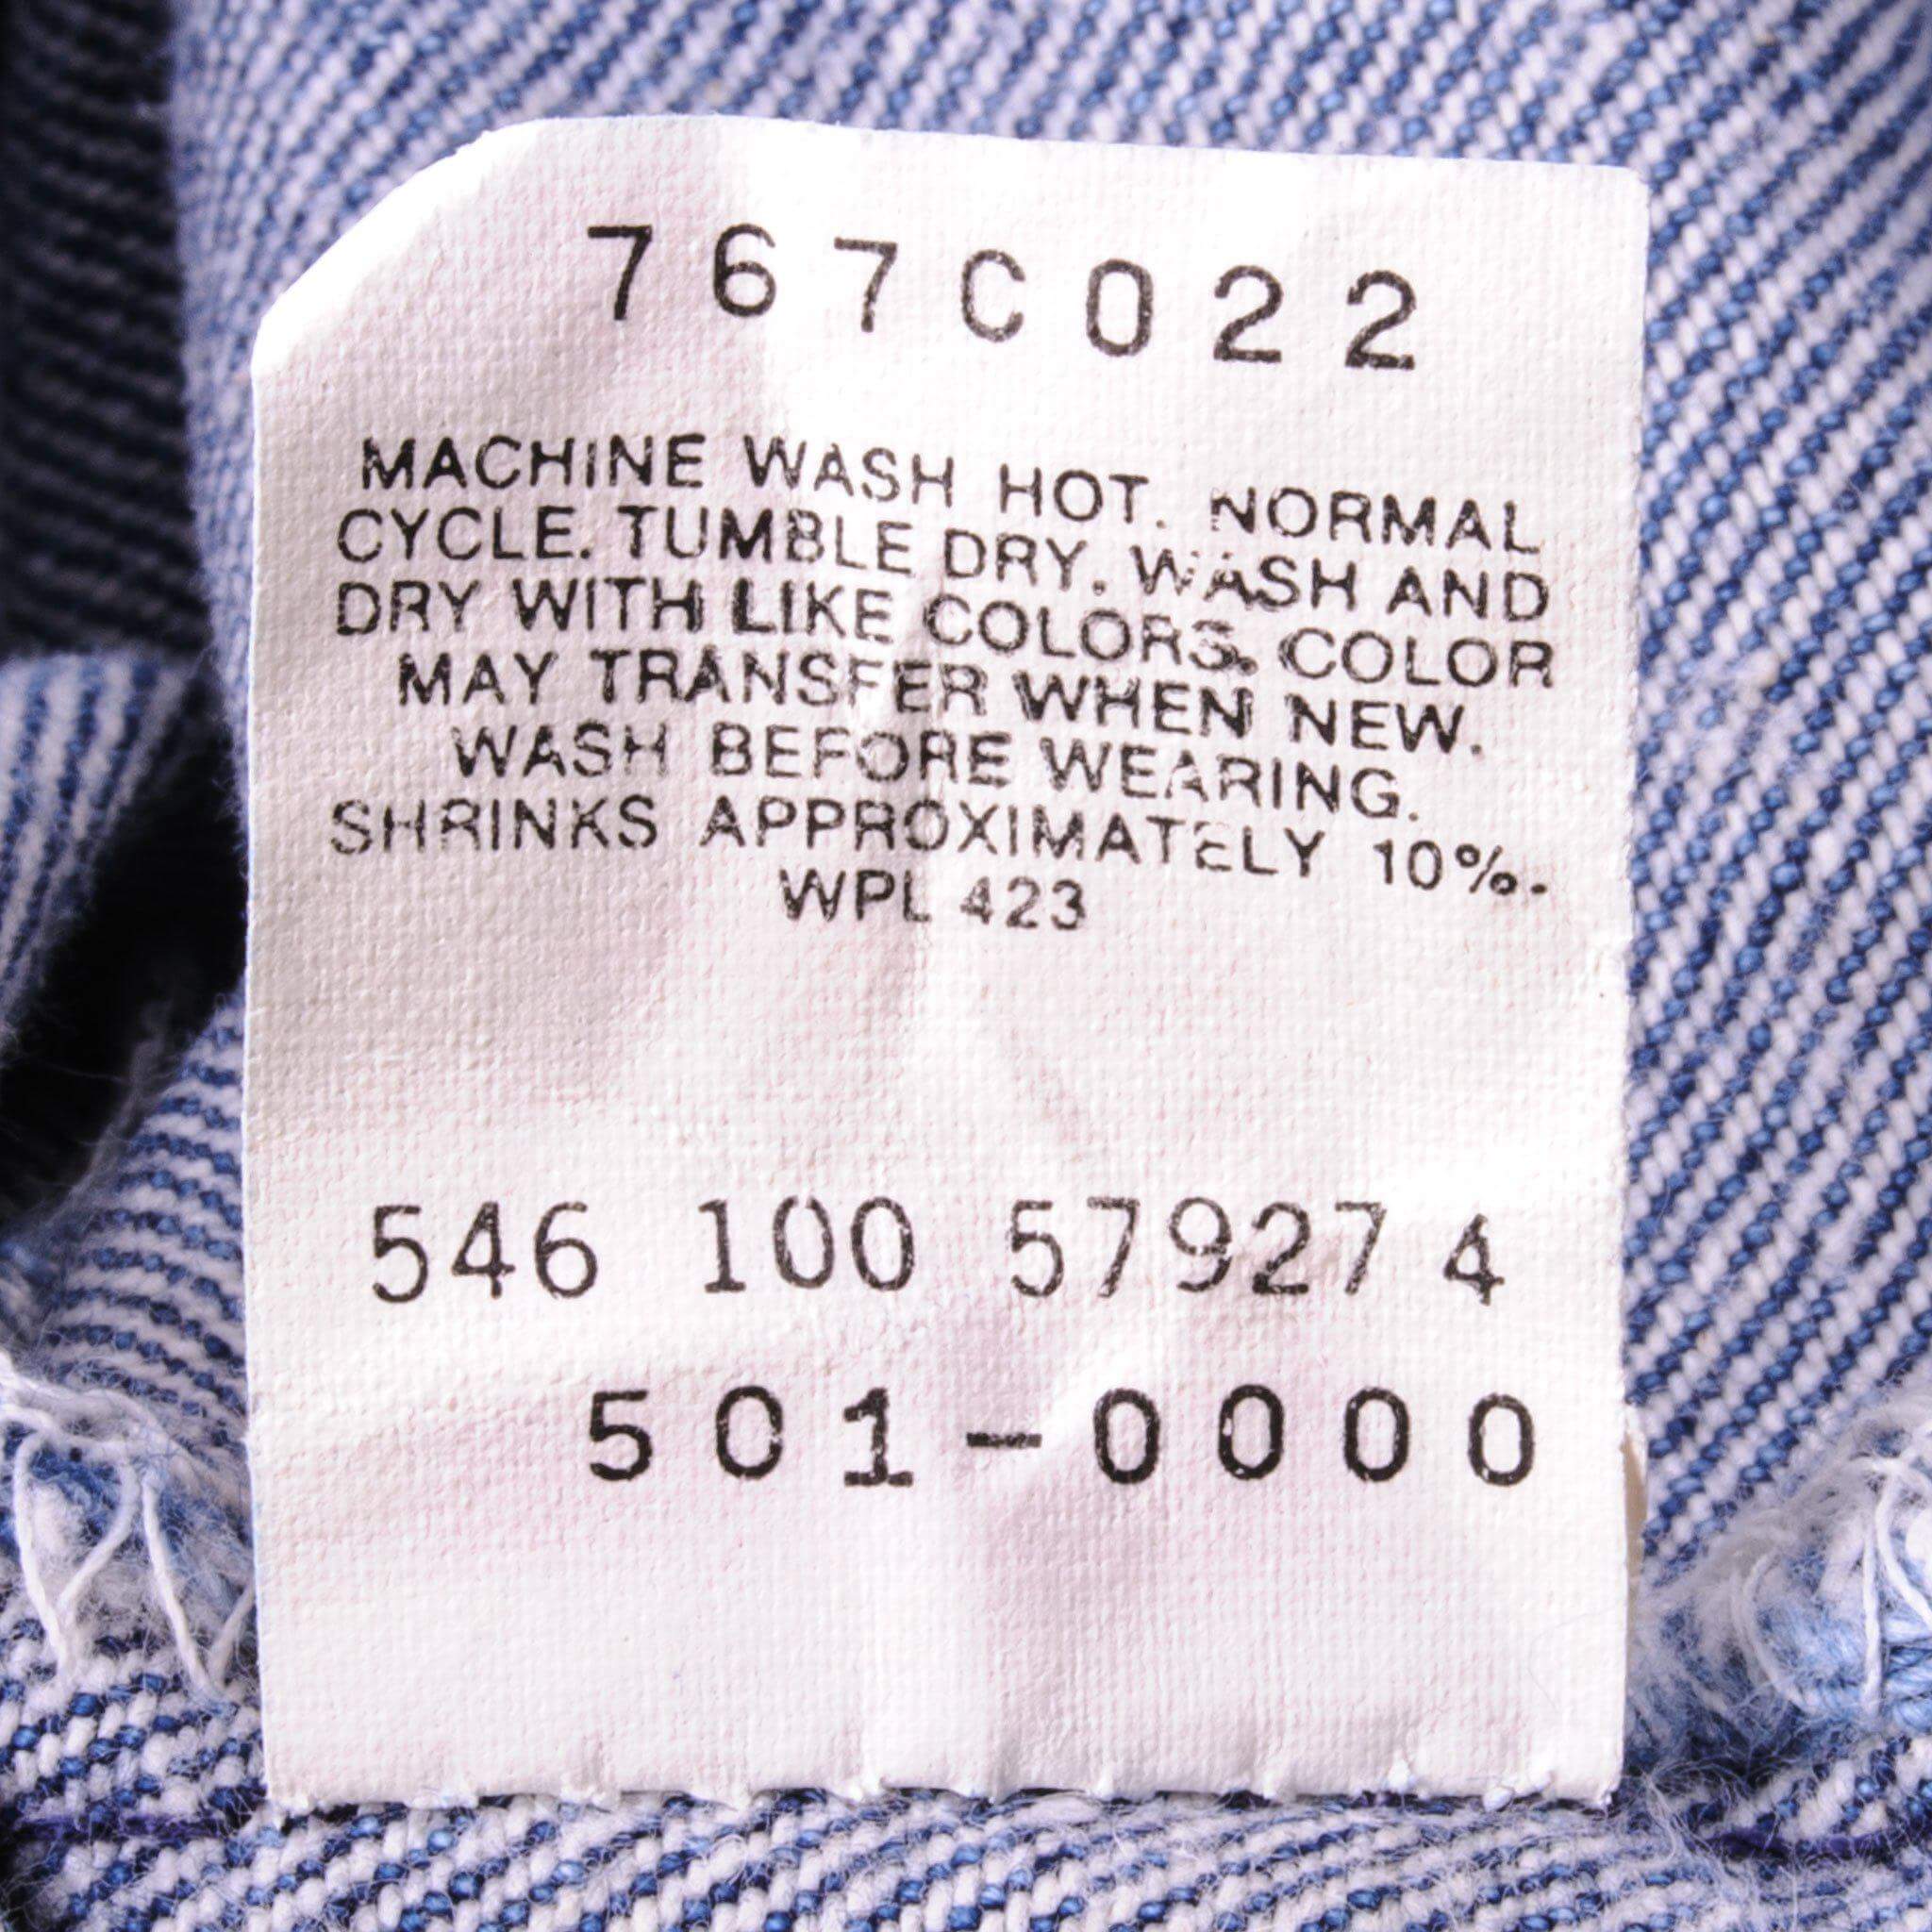 767C022
MACHINE WASH HOT. NORMAL
CYCLE. TUMBLE DRY. WASH AND
DRY WITH LIKE COLORS. COLOR
MAY TRANSFER WHEN NEW.
WASH BEFORE WEARING.
SHRINKS APPROXIMATELY 10%.
WPL 423
546 100 579274
501-0000